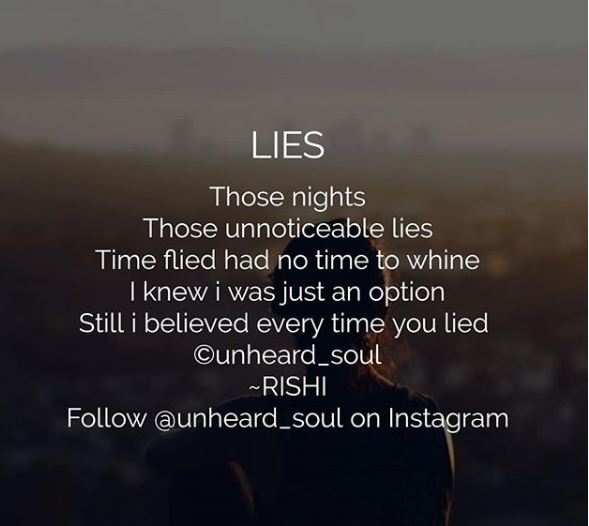 LIES
Those nights
Those unnoticeable lies
Time flied had no time to whine
I knew i was just an option
Still i believed every time you lied
©unheard_soul
~RISHI
Follow @unheard_soul on Instagram